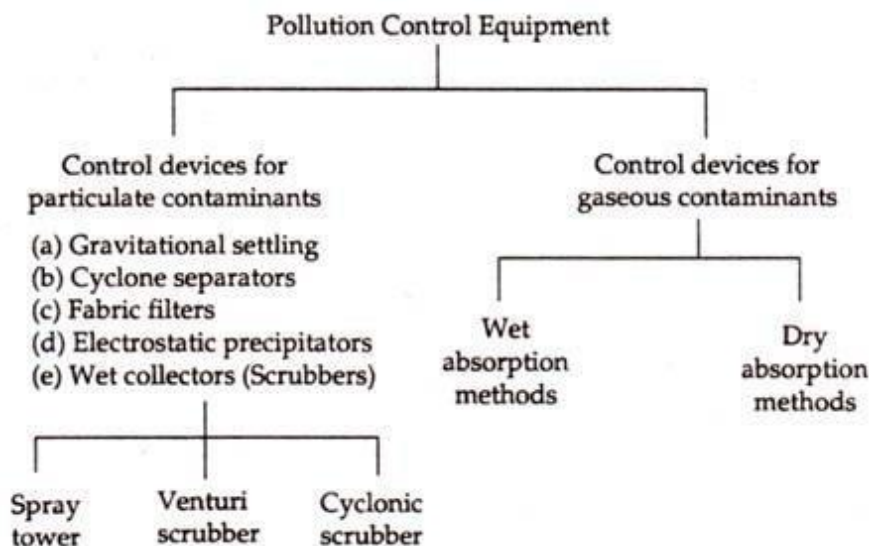 Pollution Control Equipment
Control devices for
particulate contaminants
(a) Gravitational settling
(b) Cyclone separators
(c) Fabric filters
(d) Electrostatic precipitators
(e) Wet collectors (Scrubbers)
Spray
tower
Venturi
scrubber
Cyclonic
scrubber
Control devices for
gaseous contaminants
Wet
absorption
methods
Dry
absorption
methods